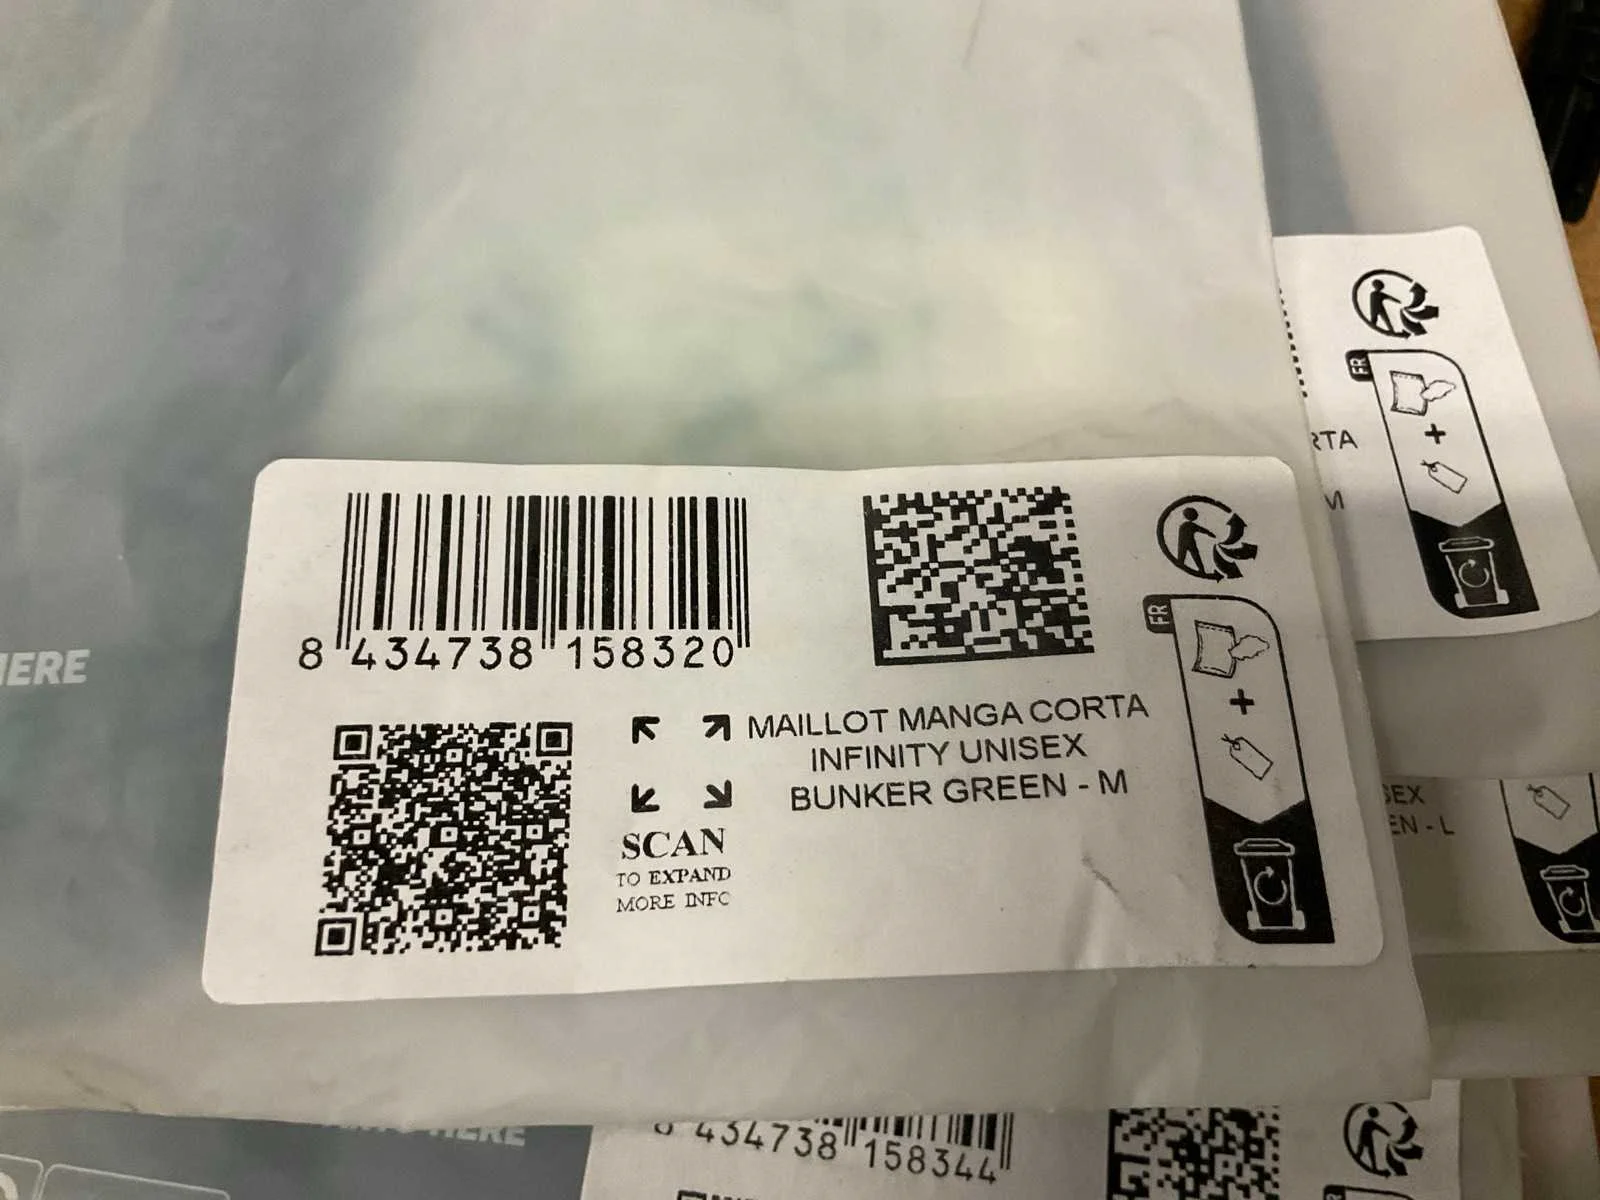 8 434738 158320
MAILLOT MANGA CORTA
INFINITY UNISEX
BUNKER GREEN - M
SCAN
TO EXPAND
MORE INFO
FR
FR
RTA
M
SEX
EN - L
HERE
HERE
8 434738 158344